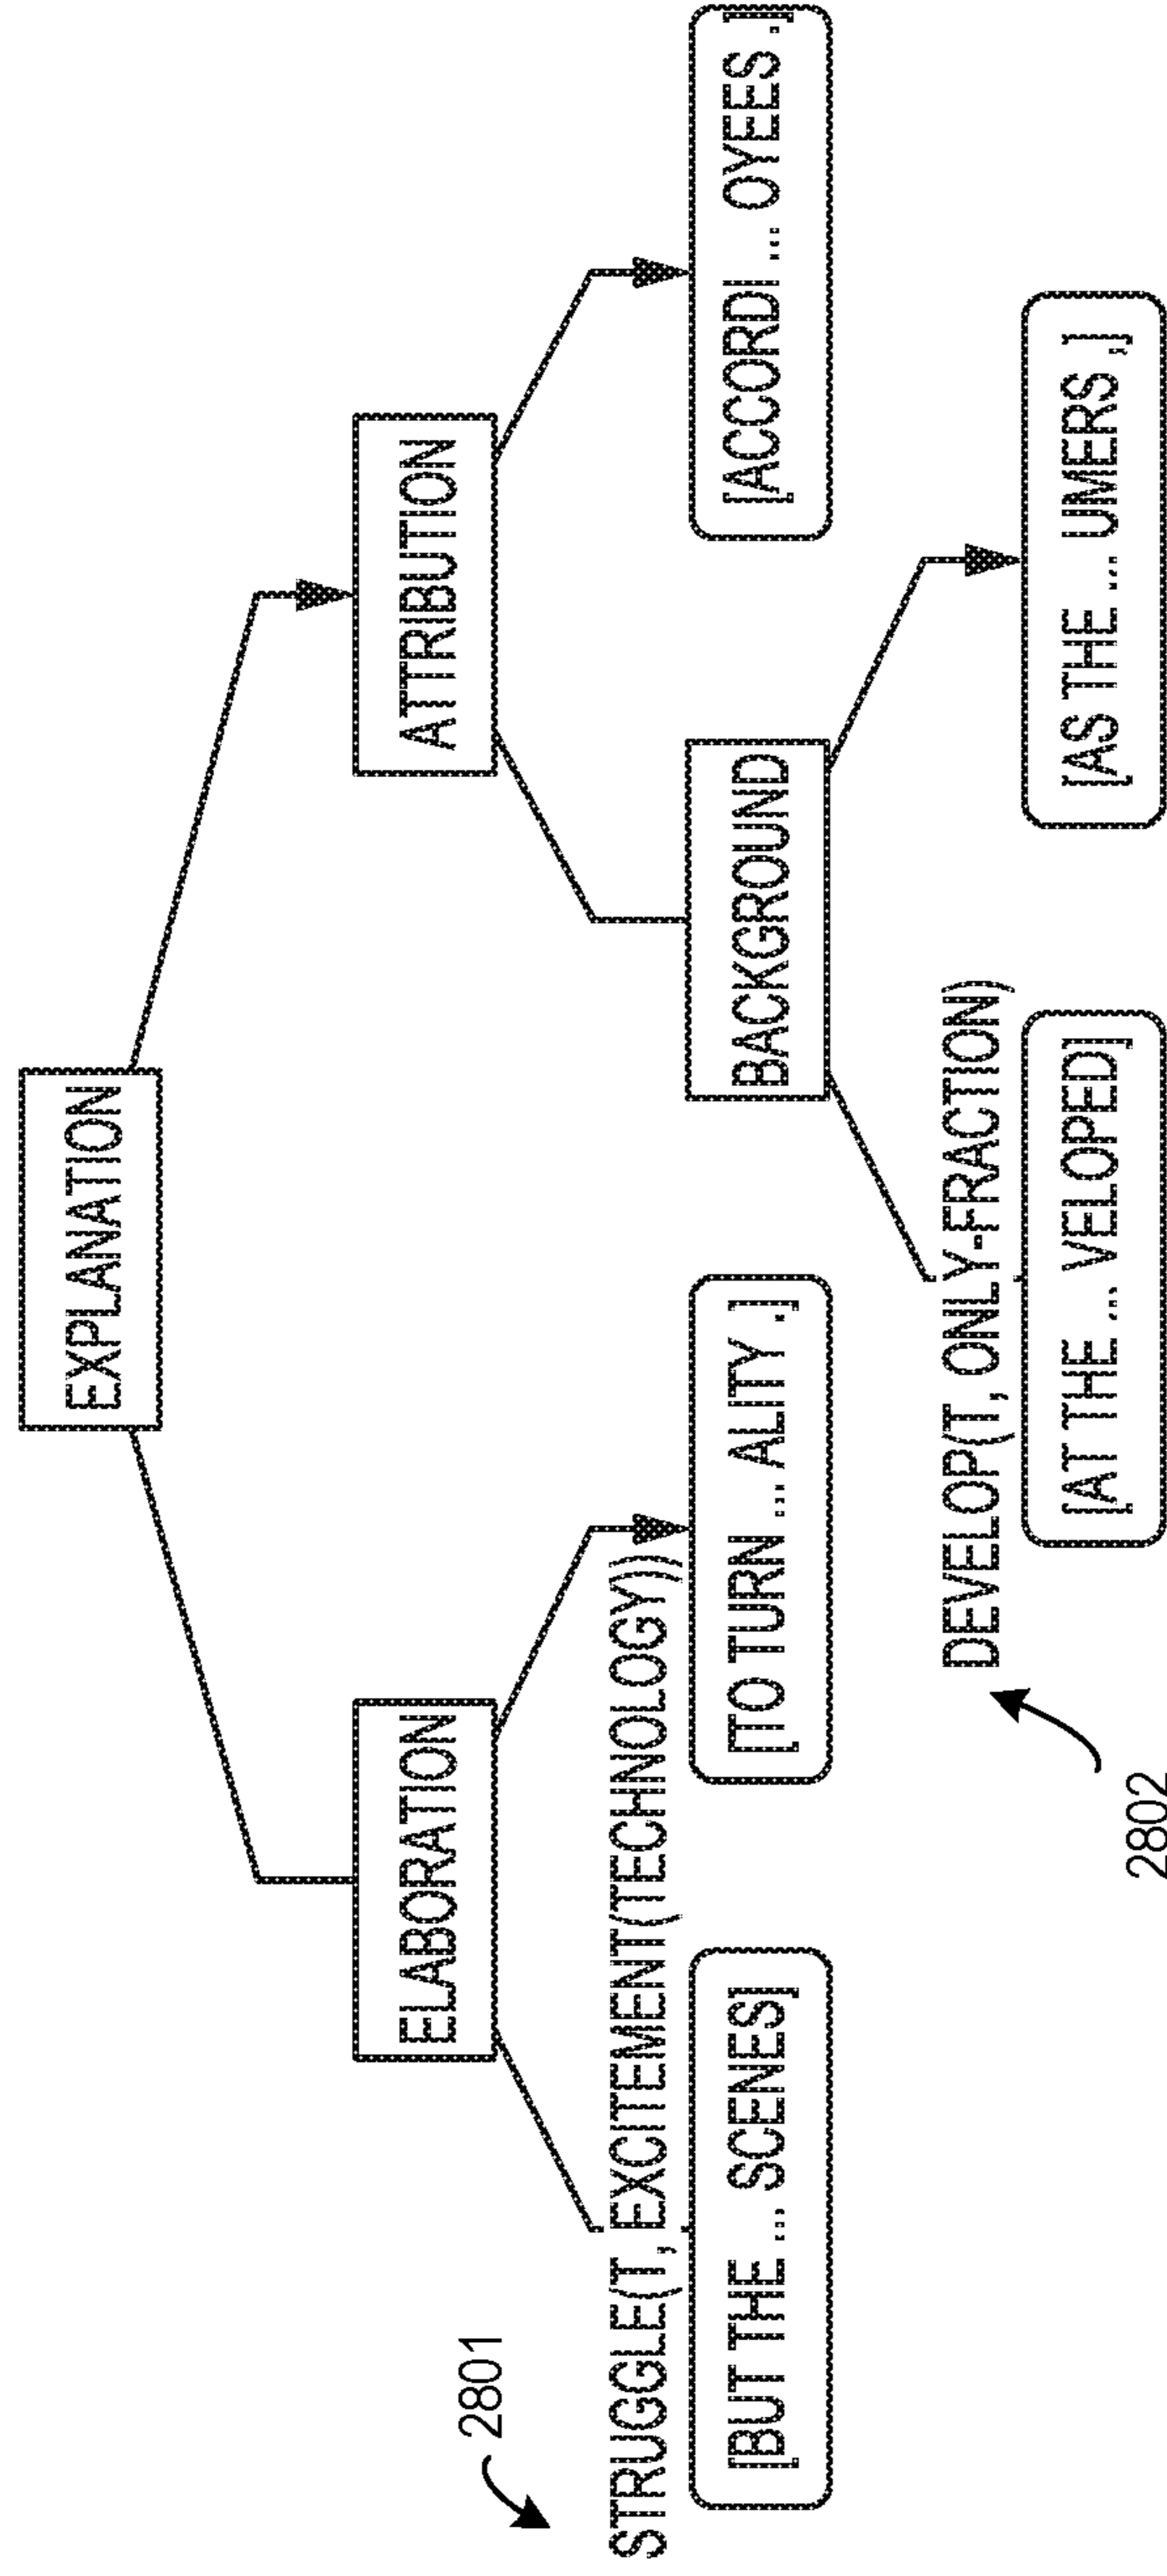 EXPLANATION
ELABORATION
ATTRIBUTION
2801
STRUGGLE(T, EXCITEMENT(TECHNOLOGY))
[BUT THE ... SCENES]
[TO TURN ... ALITY .]
BACKGROUND
[ACCORDI ... OYEES ,]
DEVELOP(T, ONLY-FRACTION)
[AT THE ... VELOPED]
[AS THE ... UMERS ,]
2802